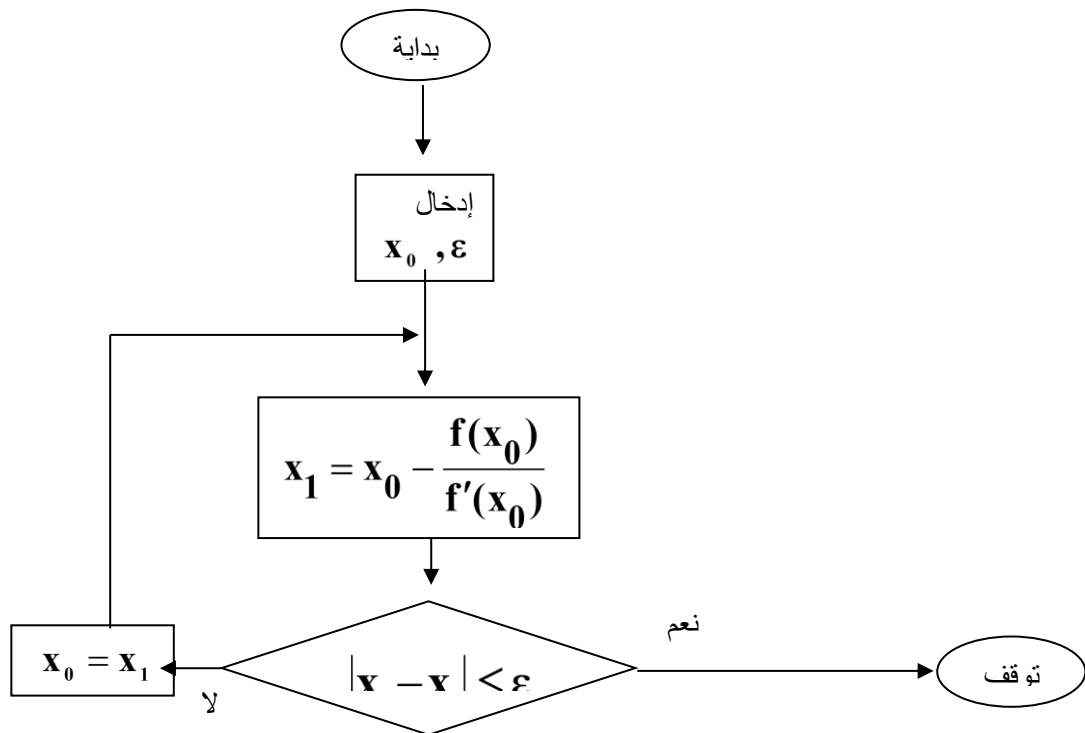 بداية
إدخال
x₀ , ε
x₁ = x₀ − f(x₀) / f′(x₀)
نعم
x₀ = x₁
لا
|x − x| < ε
توقف